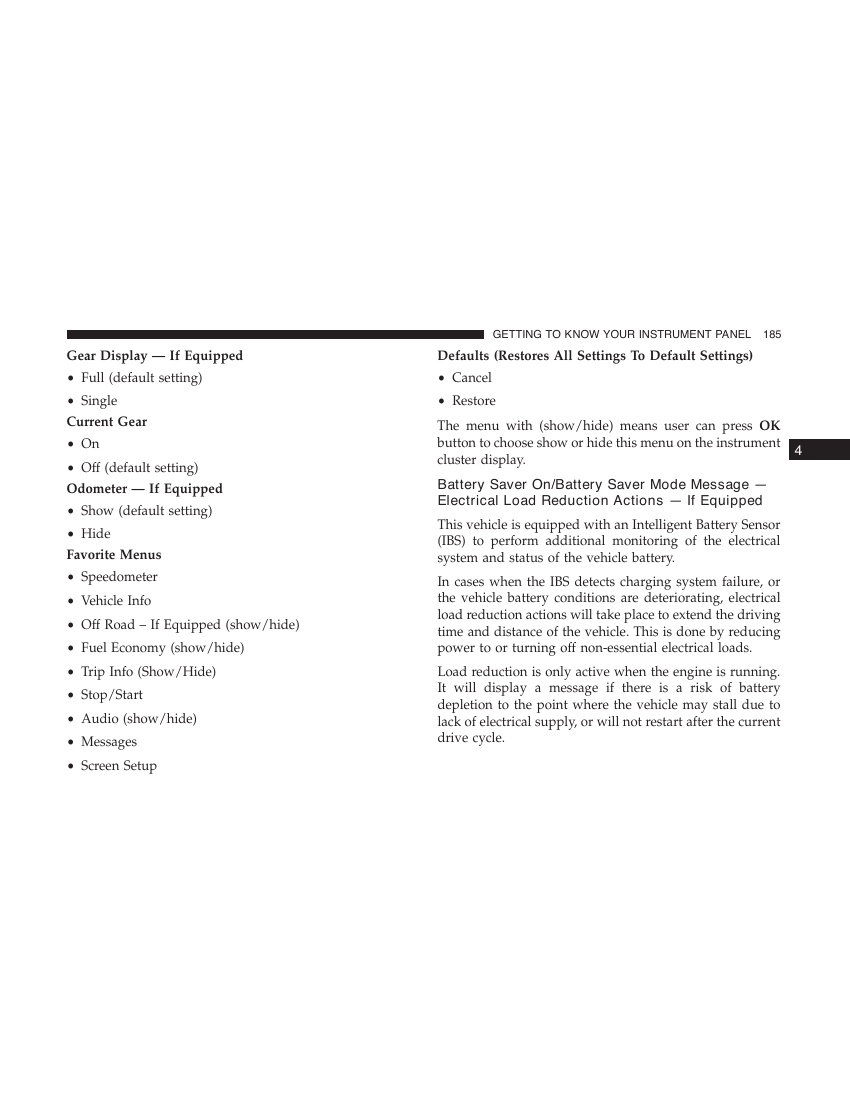 GETTING TO KNOW YOUR INSTRUMENT PANEL 185
Gear Display — If Equipped
• Full (default setting)
• Single
Current Gear
• On
• Off (default setting)
Odometer — If Equipped
• Show (default setting)
• Hide
Favorite Menus
• Speedometer
• Vehicle Info
• Off Road – If Equipped (show/hide)
• Fuel Economy (show/hide)
• Trip Info (Show/Hide)
• Stop/Start
• Audio (show/hide)
• Messages
• Screen Setup
Defaults (Restores All Settings To Default Settings)
• Cancel
• Restore
The menu with (show/hide) means user can press OK
button to choose show or hide this menu on the instrument
cluster display.
Battery Saver On/Battery Saver Mode Message —
Electrical Load Reduction Actions — If Equipped
This vehicle is equipped with an Intelligent Battery Sensor
(IBS) to perform additional monitoring of the electrical
system and status of the vehicle battery.
In cases when the IBS detects charging system failure, or
the vehicle battery conditions are deteriorating, electrical
load reduction actions will take place to extend the driving
time and distance of the vehicle. This is done by reducing
power to or turning off non-essential electrical loads.
Load reduction is only active when the engine is running.
It will display a message if there is a risk of battery
depletion to the point where the vehicle may stall due to
lack of electrical supply, or will not restart after the current
drive cycle.
4